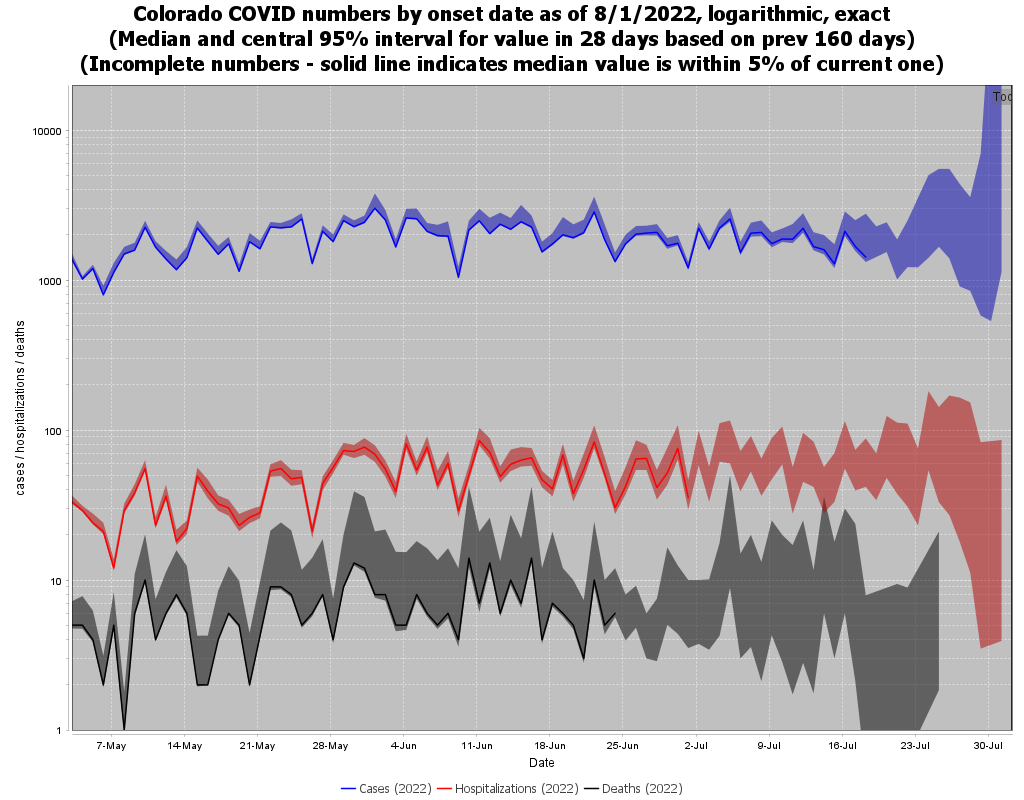 Colorado COVID numbers by onset date as of 8/1/2022, logarithmic, exact
(Median and central 95% interval for value in 28 days based on prev 160 days)
(Incomplete numbers - solid line indicates median value is within 5% of current one)
10000
1000
100
10
1
cases / hospitalizations / deaths
7-May 14-May 21-May 28-May 4-Jun 11-Jun 18-Jun 25-Jun 2-Jul 9-Jul 16-Jul 23-Jul 30-Jul
Date
Cases (2022) Hospitalizations (2022) Deaths (2022)